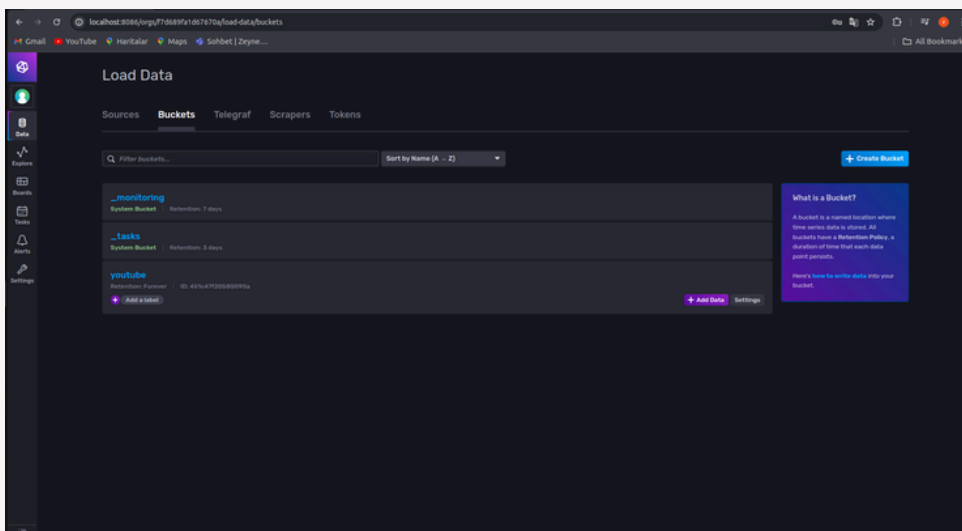 localhost:8086/orgs/f7d689fa1d67670a/load-data/buckets
Gmail YouTube Haritalar Maps Sohbet | Zeyne... All Bookmark
Load Data
Sources Buckets Telegraf Scrapers Tokens
Filter buckets... Sort by Name (A → Z) + Create Bucket
Data
Explore
Boards
Tasks
Alerts
Settings
_monitoring
System Bucket Retention: 7 days
_tasks
System Bucket Retention: 3 days
youtube
Retention: Forever
+ Add a label + Add Data Settings
What is a Bucket?
A bucket is a named location where
time series data is stored. All
buckets have a Retention Policy, a
duration of time that each data
point persists.
Here's how to write data into your
bucket.